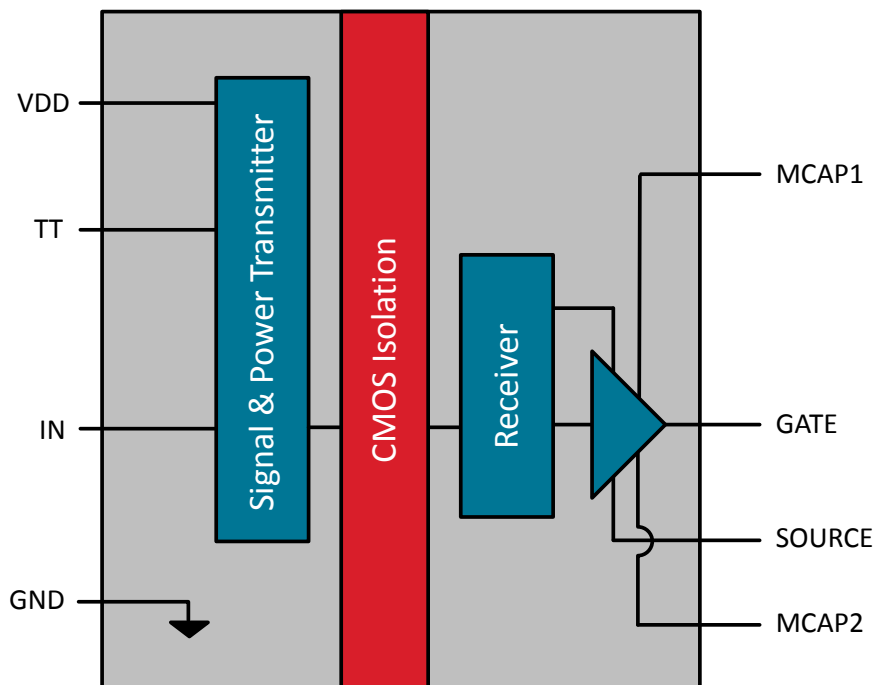 VDD
TT
IN
GND
Signal & Power Transmitter
CMOS Isolation
Receiver
MCAP1
GATE
SOURCE
MCAP2